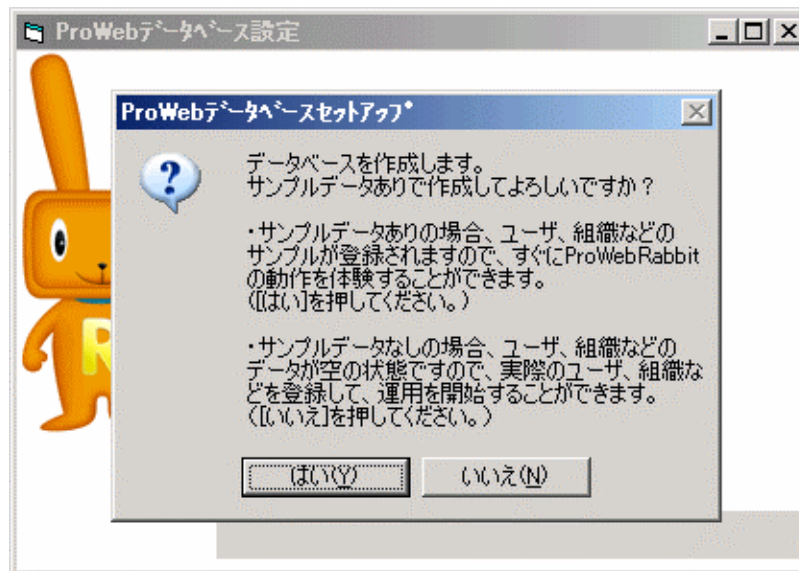 ProWebﾃﾞｰﾀﾍﾞｰｽ設定
ProWebﾃﾞｰﾀﾍﾞｰｽｾｯﾄｱｯﾌﾟ
データベースを作成します。
サンプルデータありで作成してよろしいですか？
・サンプルデータありの場合、ユーザ、組織などの
サンプルが登録されますので、すぐにProWebRabbit
の動作を体験することができます。
([はい]を押してください。)
・サンプルデータなしの場合、ユーザ、組織などの
データが空の状態ですので、実際のユーザ、組織な
どを登録して、運用を開始することができます。
([いいえ]を押してください。)
はい(Y)
いいえ(N)
R